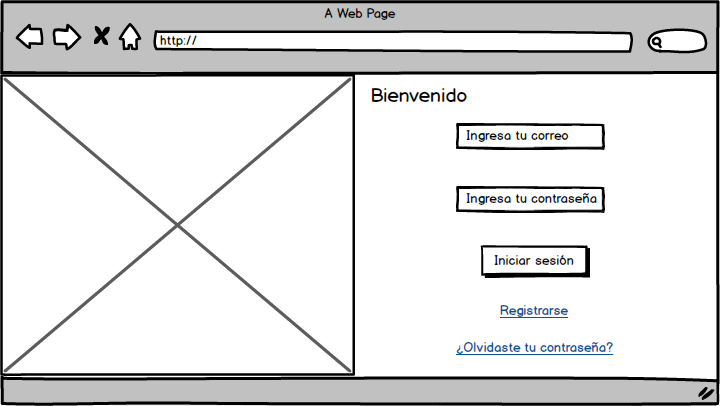 A Web Page
http://
Bienvenido
Ingresa tu correo
Ingresa tu contraseña
Iniciar sesión
Registrarse
¿Olvidaste tu contraseña?